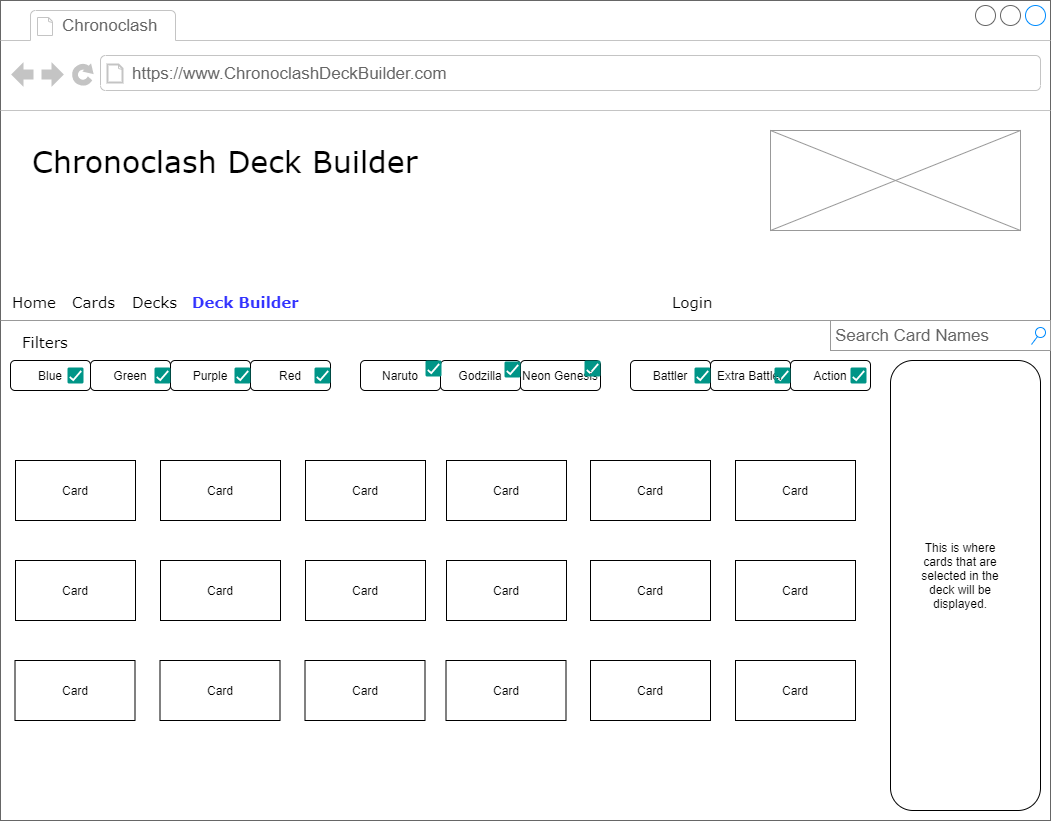 Chronoclash
https://www.ChronoclashDeckBuilder.com
Chronoclash Deck Builder
Home Cards Decks Deck Builder Login
Search Card Names
Filters
Blue Green Purple Red Naruto Godzilla Neon Genesis Battler Extra Battler Action
Card Card Card Card Card Card
Card Card Card Card Card Card
Card Card Card Card Card Card
This is where
cards that are
selected in the
deck will be
displayed.